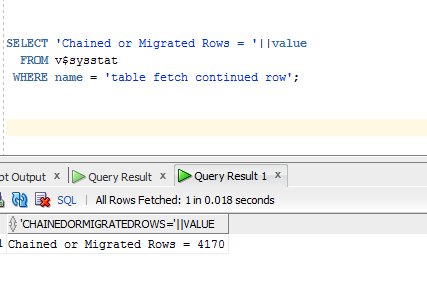 SELECT 'Chained or Migrated Rows = '||value
FROM v$sysstat
WHERE name = 'table fetch continued row';
pt Output x Query Result x Query Result 1 x
SQL | All Rows Fetched: 1 in 0.018 seconds
'CHAINEDORMIGRATEDROWS='||VALUE
1 Chained or Migrated Rows = 4170